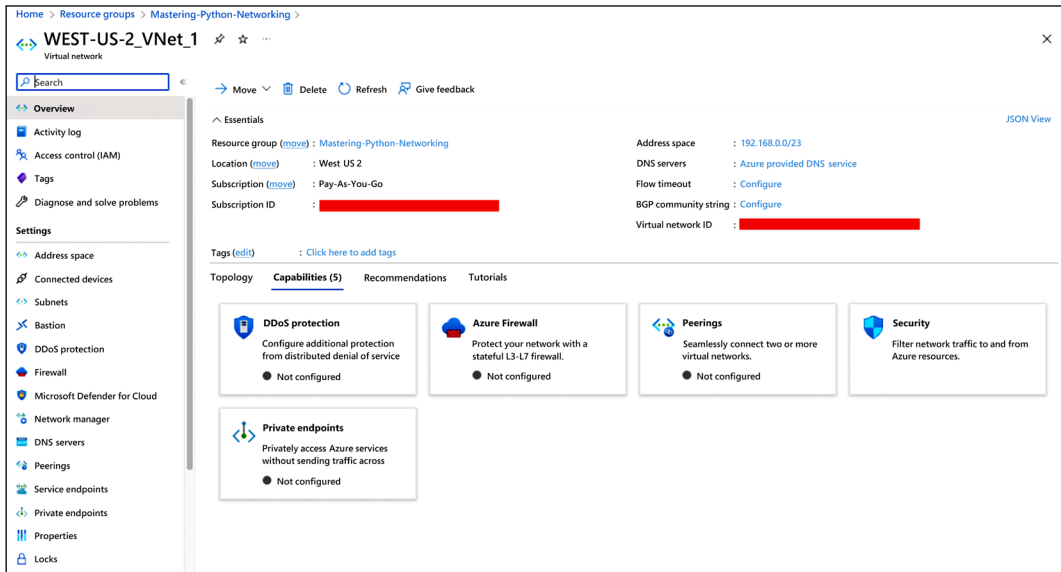 Home > Resource groups > Mastering-Python-Networking >
WEST-US-2_VNet_1
Virtual network
Search
Overview
Activity log
Access control (IAM)
Tags
Diagnose and solve problems
Settings
Address space
Connected devices
Subnets
Bastion
DDoS protection
Firewall
Microsoft Defender for Cloud
Network manager
DNS servers
Peerings
Service endpoints
Private endpoints
Properties
Locks
Move Delete Refresh Give feedback
Essentials JSON View
Resource group (move) : Mastering-Python-Networking
Location (move) : West US 2
Subscription (move) : Pay-As-You-Go
Subscription ID :
Address space : 192.168.0.0/23
DNS servers : Azure provided DNS service
Flow timeout : Configure
BGP community string : Configure
Virtual network ID :
Tags (edit) : Click here to add tags
Topology Capabilities (5) Recommendations Tutorials
DDoS protection
Configure additional protection
from distributed denial of service
Not configured
Azure Firewall
Protect your network with a
stateful L3-L7 firewall.
Not configured
Peerings
Seamlessly connect two or more
virtual networks.
Not configured
Security
Filter network traffic to and from
Azure resources.
Private endpoints
Privately access Azure services
without sending traffic across
Not configured